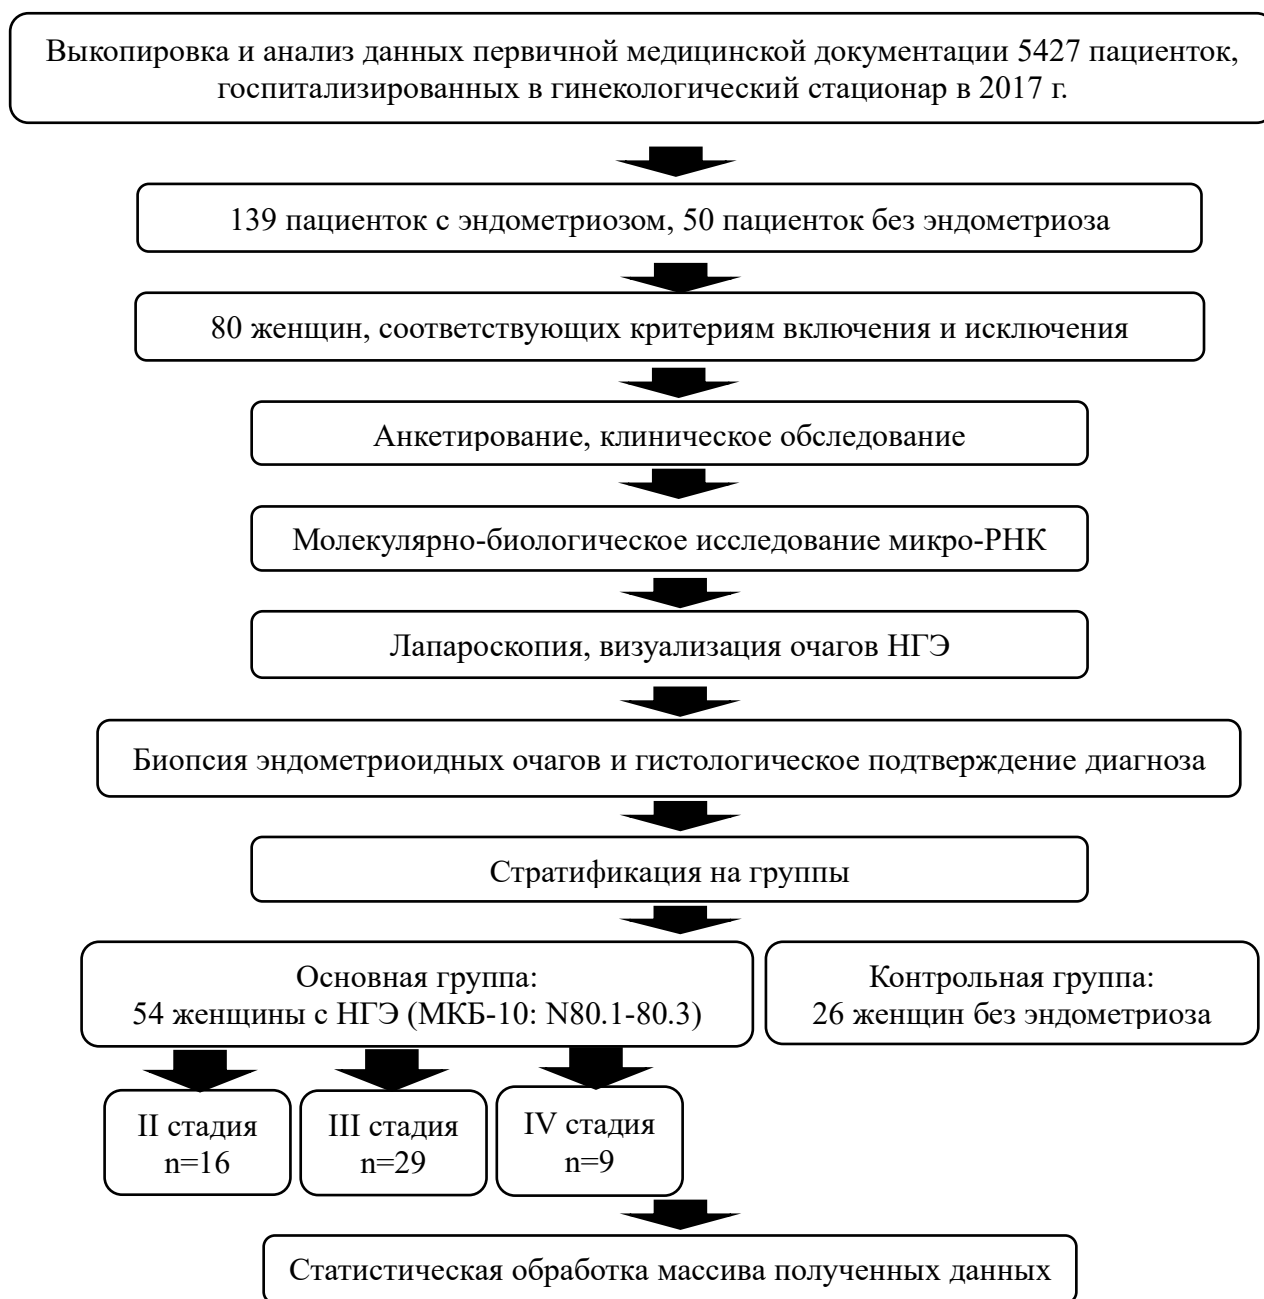 Выкопировка и анализ данных первичной медицинской документации 5427 пациенток,
госпитализированных в гинекологический стационар в 2017 г.
139 пациенток с эндометриозом, 50 пациенток без эндометриоза
80 женщин, соответствующих критериям включения и исключения
Анкетирование, клиническое обследование
Молекулярно-биологическое исследование микро-РНК
Лапароскопия, визуализация очагов НГЭ
Биопсия эндометриоидных очагов и гистологическое подтверждение диагноза
Стратификация на группы
Основная группа:
54 женщины с НГЭ (МКБ-10: N80.1-80.3)
Контрольная группа:
26 женщин без эндометриоза
II стадия
n=16
III стадия
n=29
IV стадия
n=9
Статистическая обработка массива полученных данных